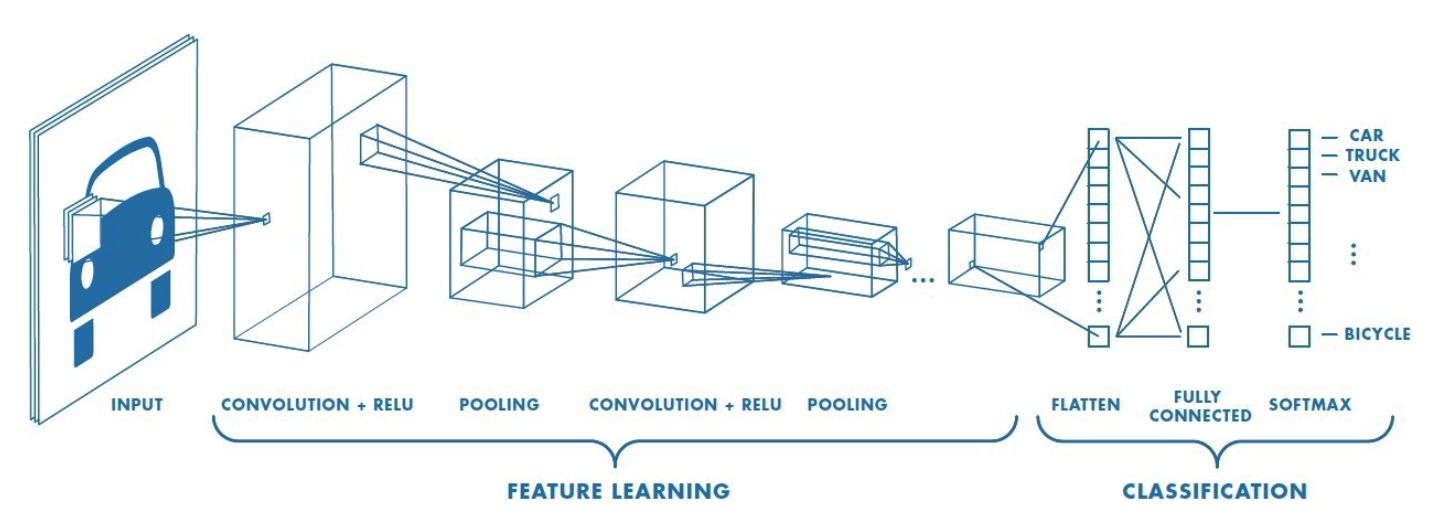 CAR
TRUCK
VAN
BICYCLE
INPUT
CONVOLUTION + RELU
POOLING
CONVOLUTION + RELU
POOLING
FLATTEN
FULLY
CONNECTED
SOFTMAX
FEATURE LEARNING
CLASSIFICATION